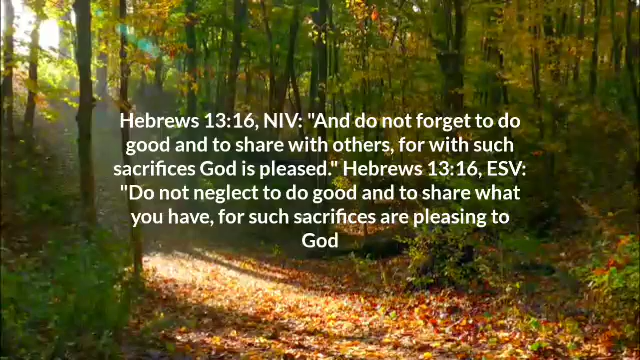 Hebrews 13:16, NIV: "And do not forget to do
good and to share with others, for with such
sacrifices God is pleased." Hebrews 13:16, ESV:
"Do not neglect to do good and to share what
you have, for such sacrifices are pleasing to
God